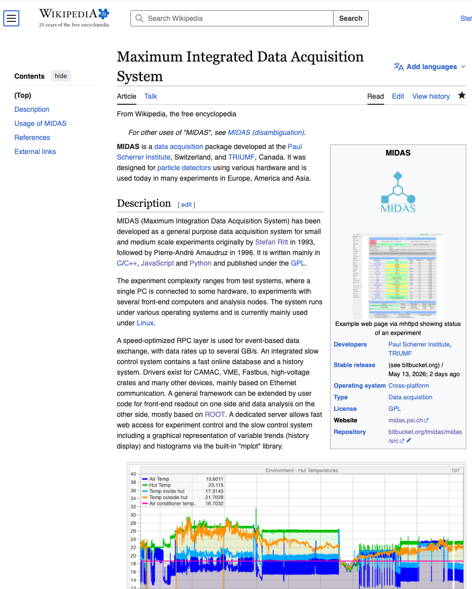 WIKIPEDIA
25 years of the free encyclopedia
Search Wikipedia
Search
Maximum Integrated Data Acquisition
System
Add languages
Contents
hide
(Top)
Description
Usage of MIDAS
References
External links
Article
Talk
Read
Edit
View history
From Wikipedia, the free encyclopedia
For other uses of "MIDAS", see MIDAS (disambiguation).
MIDAS is a data acquisition package developed at the Paul
Scherrer Institute, Switzerland, and TRIUMF, Canada. It was
designed for particle detectors using various hardware and is
used today in many experiments in Europe, America and Asia.
Description [ edit ]
MIDAS (Maximum Integration Data Acquisition System) has been
developed as a general purpose data acquisition system for small
and medium scale experiments originally by Stefan Ritt in 1993,
followed by Pierre-André Amaudruz in 1996. It is written mainly in
C/C++, JavaScript and Python and published under the GPL.
The experiment complexity ranges from test systems, where a
single PC is connected to some hardware, to experiments with
several front-end computers and analysis nodes. The system runs
under various operating systems and is currently mainly used
under Linux.
A speed-optimized RPC layer is used for event-based data
exchange, with data rates up to several GB/s. An integrated slow
control system contains a fast online database and a history
system. Drivers exist for CAMAC, VME, Fastbus, high-voltage
crates and many other devices, mainly based on Ethernet
communication. A general framework can be extended by user
code for front-end readout on one side and data analysis on the
other side, mostly based on ROOT. A dedicated server allows fast
web access for experiment control and the slow control system
including a graphical representation of variable trends (history
display) and histograms via the built-in "mplot" library.
MIDAS
MIDAS
Example web page via mhttpd showing status
of an experiment
Developers Paul Scherrer Institute,
TRIUMF
Stable release (see bitbucket.org) /
May 13, 2026; 2 days ago
Operating system Cross-platform
Type Data acquisition
License GPL
Website midas.psi.ch
Repository bitbucket.org/tmidas/midas
/src
Environment - Hut Temperatures
Air Temp 15.6011
Hut Temp 23.115
Temp inside hut 17.3143
Temp outside hut 21.7029
Air conditioner temp. 18.7032
40
38
36
34
32
30
28
26
24
22
20
18
16
14